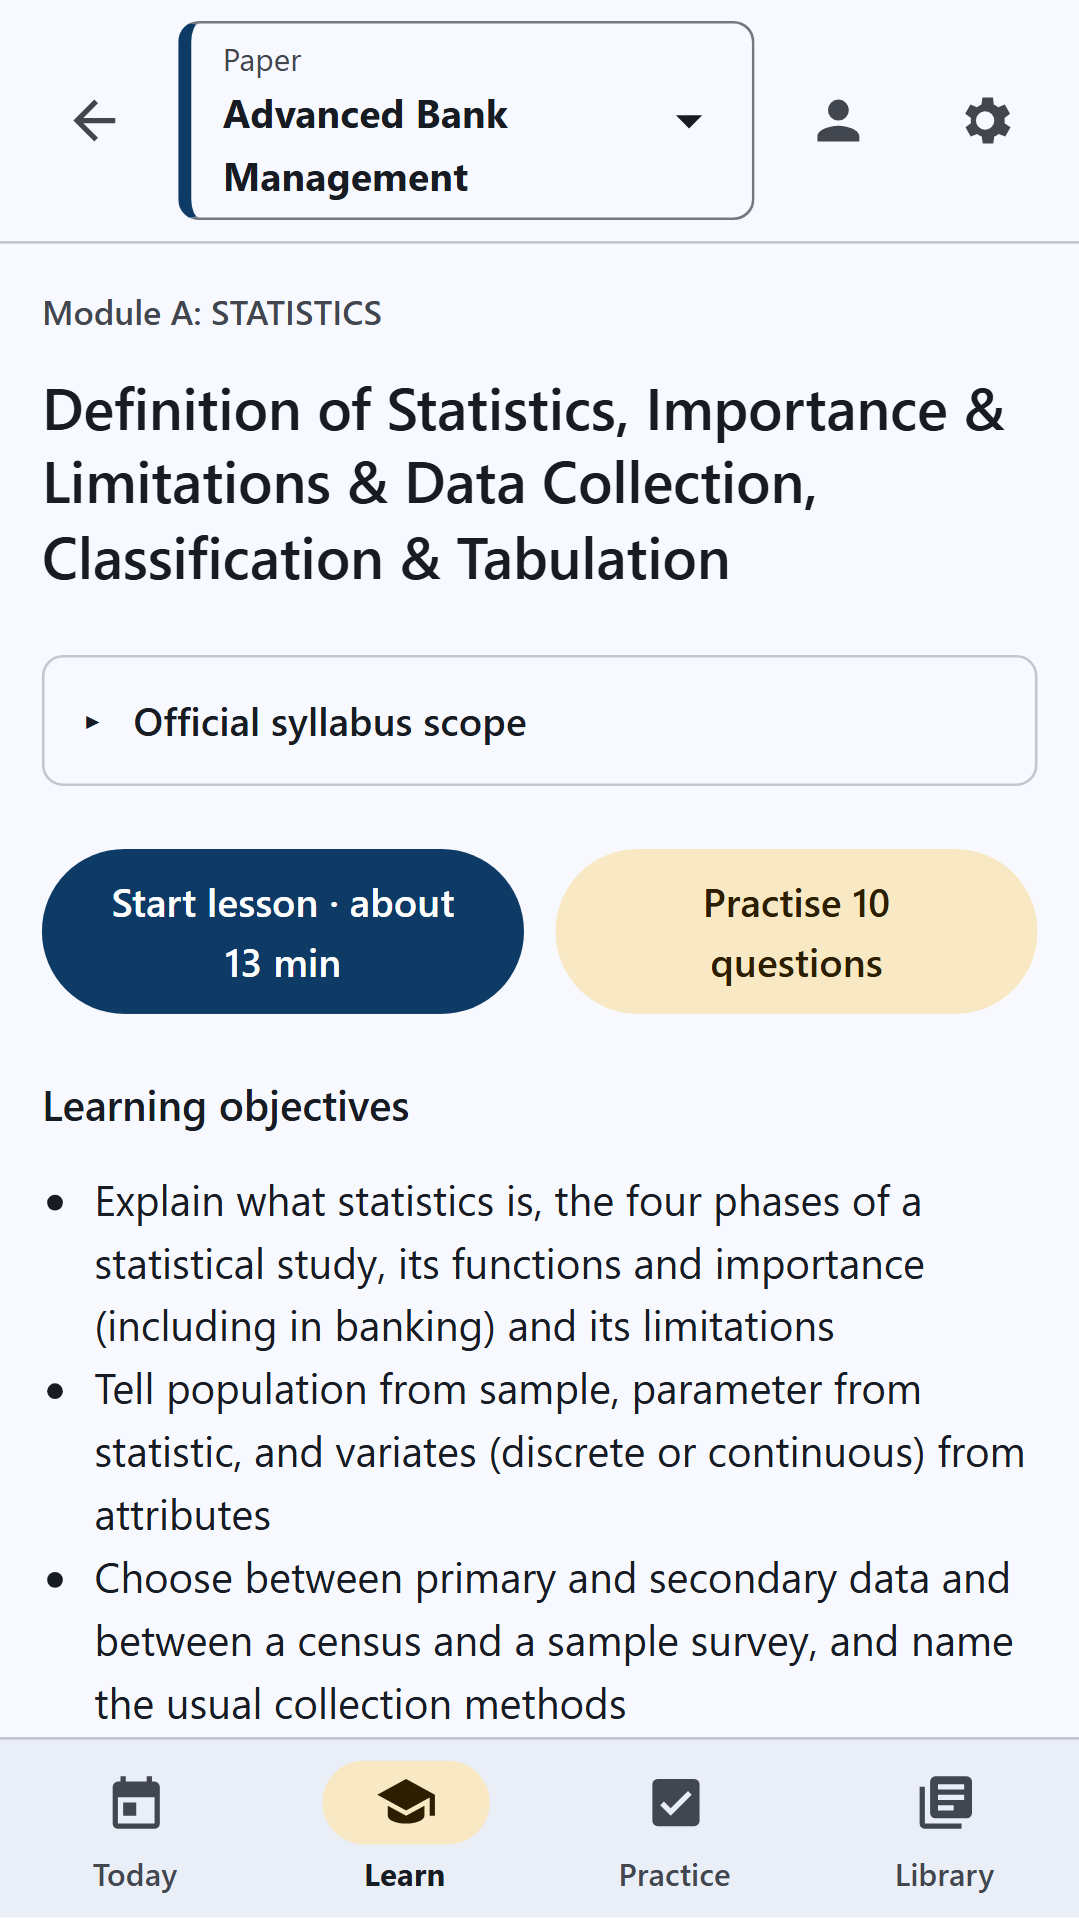 Paper
Advanced Bank
Management
Module A: STATISTICS
Definition of Statistics, Importance &
Limitations & Data Collection,
Classification & Tabulation
Official syllabus scope
Start lesson · about
13 min
Practise 10
questions
Learning objectives
• Explain what statistics is, the four phases of a
statistical study, its functions and importance
(including in banking) and its limitations
• Tell population from sample, parameter from
statistic, and variates (discrete or continuous) from
attributes
• Choose between primary and secondary data and
between a census and a sample survey, and name
the usual collection methods
Today
Learn
Practice
Library